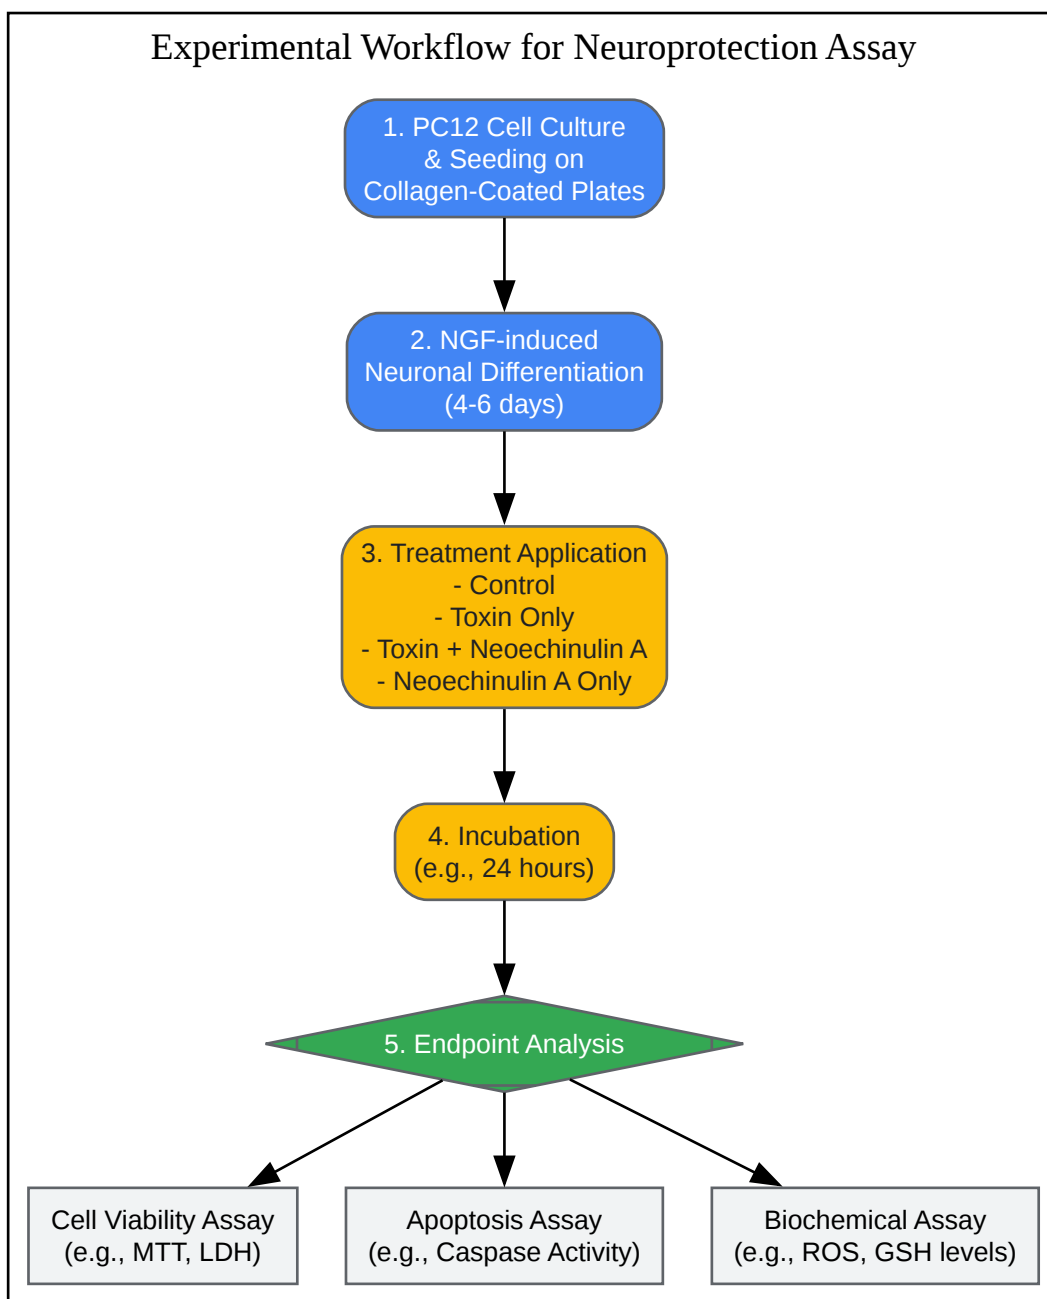 Experimental Workflow for Neuroprotection Assay
1. PC12 Cell Culture
& Seeding on
Collagen-Coated Plates
2. NGF-induced
Neuronal Differentiation
(4-6 days)
3. Treatment Application
- Control
- Toxin Only
- Toxin + Neoechinulin A
- Neoechinulin A Only
4. Incubation
(e.g., 24 hours)
5. Endpoint Analysis
Cell Viability Assay
(e.g., MTT, LDH)
Apoptosis Assay
(e.g., Caspase Activity)
Biochemical Assay
(e.g., ROS, GSH levels)